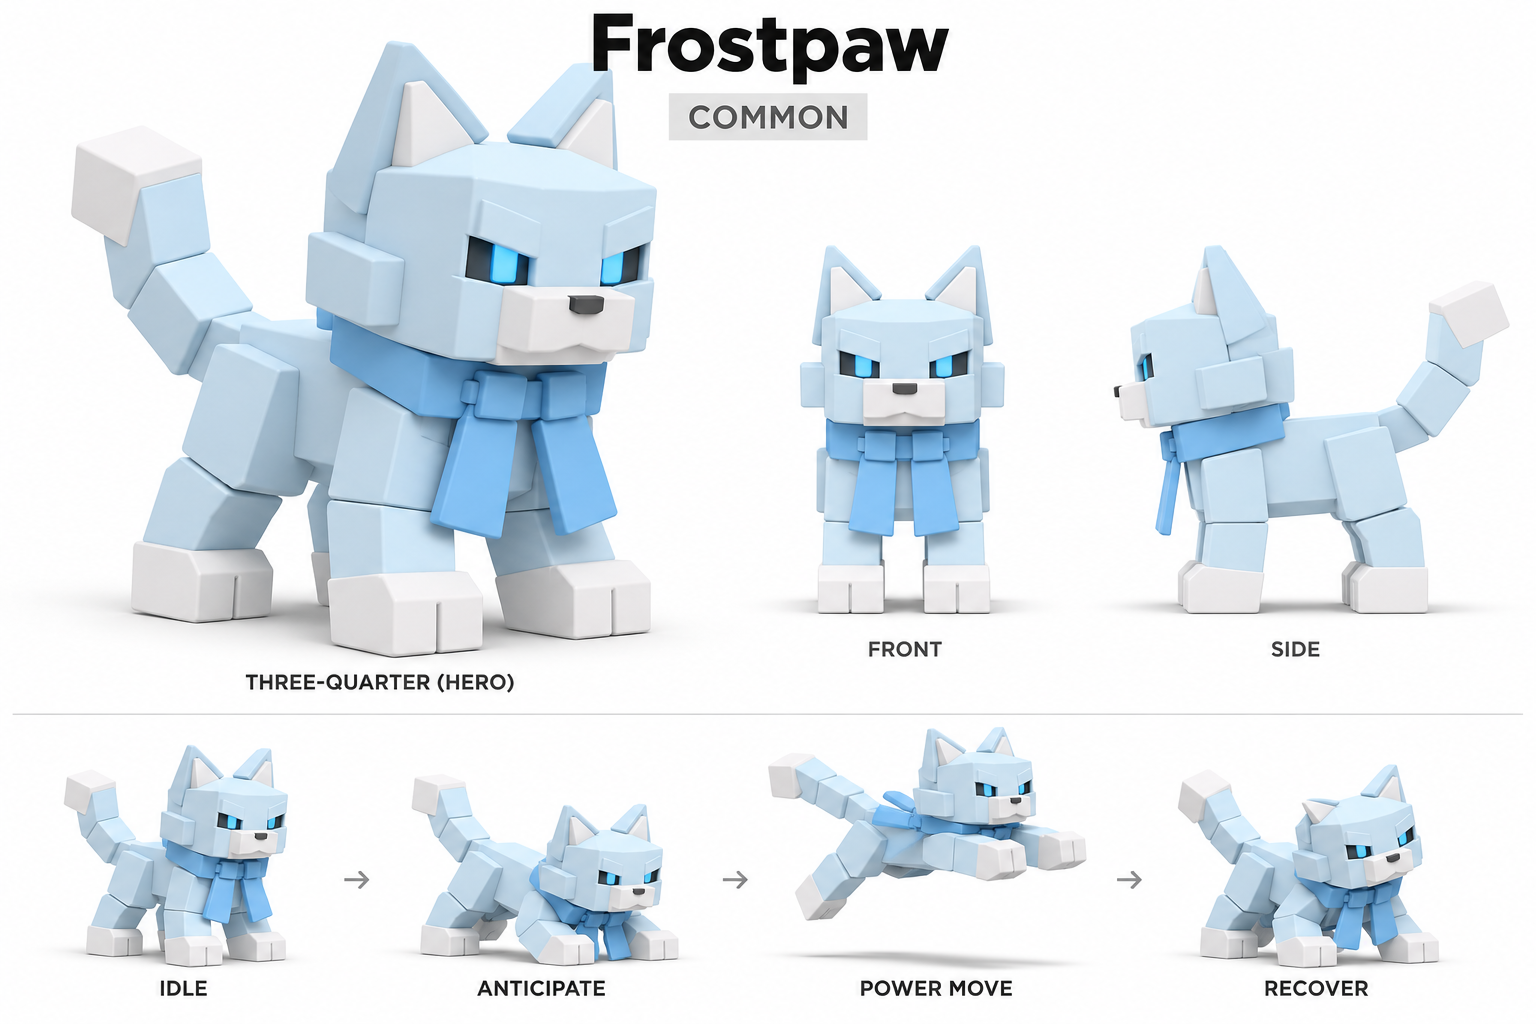 Frostpaw
COMMON
THREE-QUARTER (HERO)
FRONT
SIDE
IDLE
ANTICIPATE
POWER MOVE
RECOVER